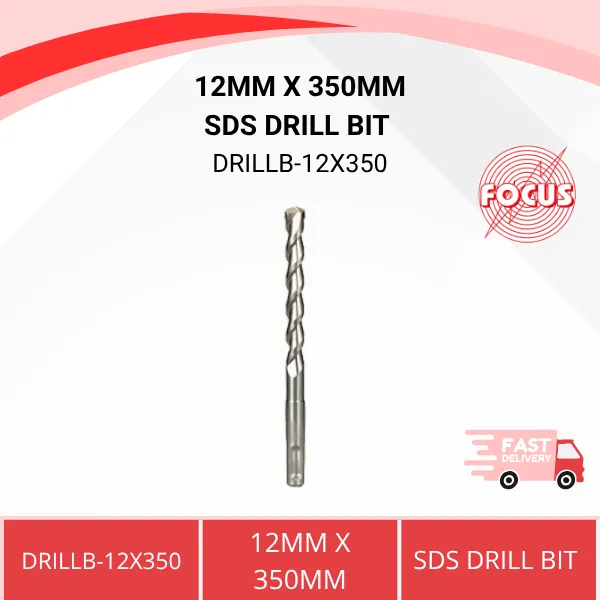 12MM X 350MM
SDS DRILL BIT
DRILLB-12X350
FOCUS
FAST
DELIVERY
DRILLB-12X350
12MM X
350MM
SDS DRILL BIT